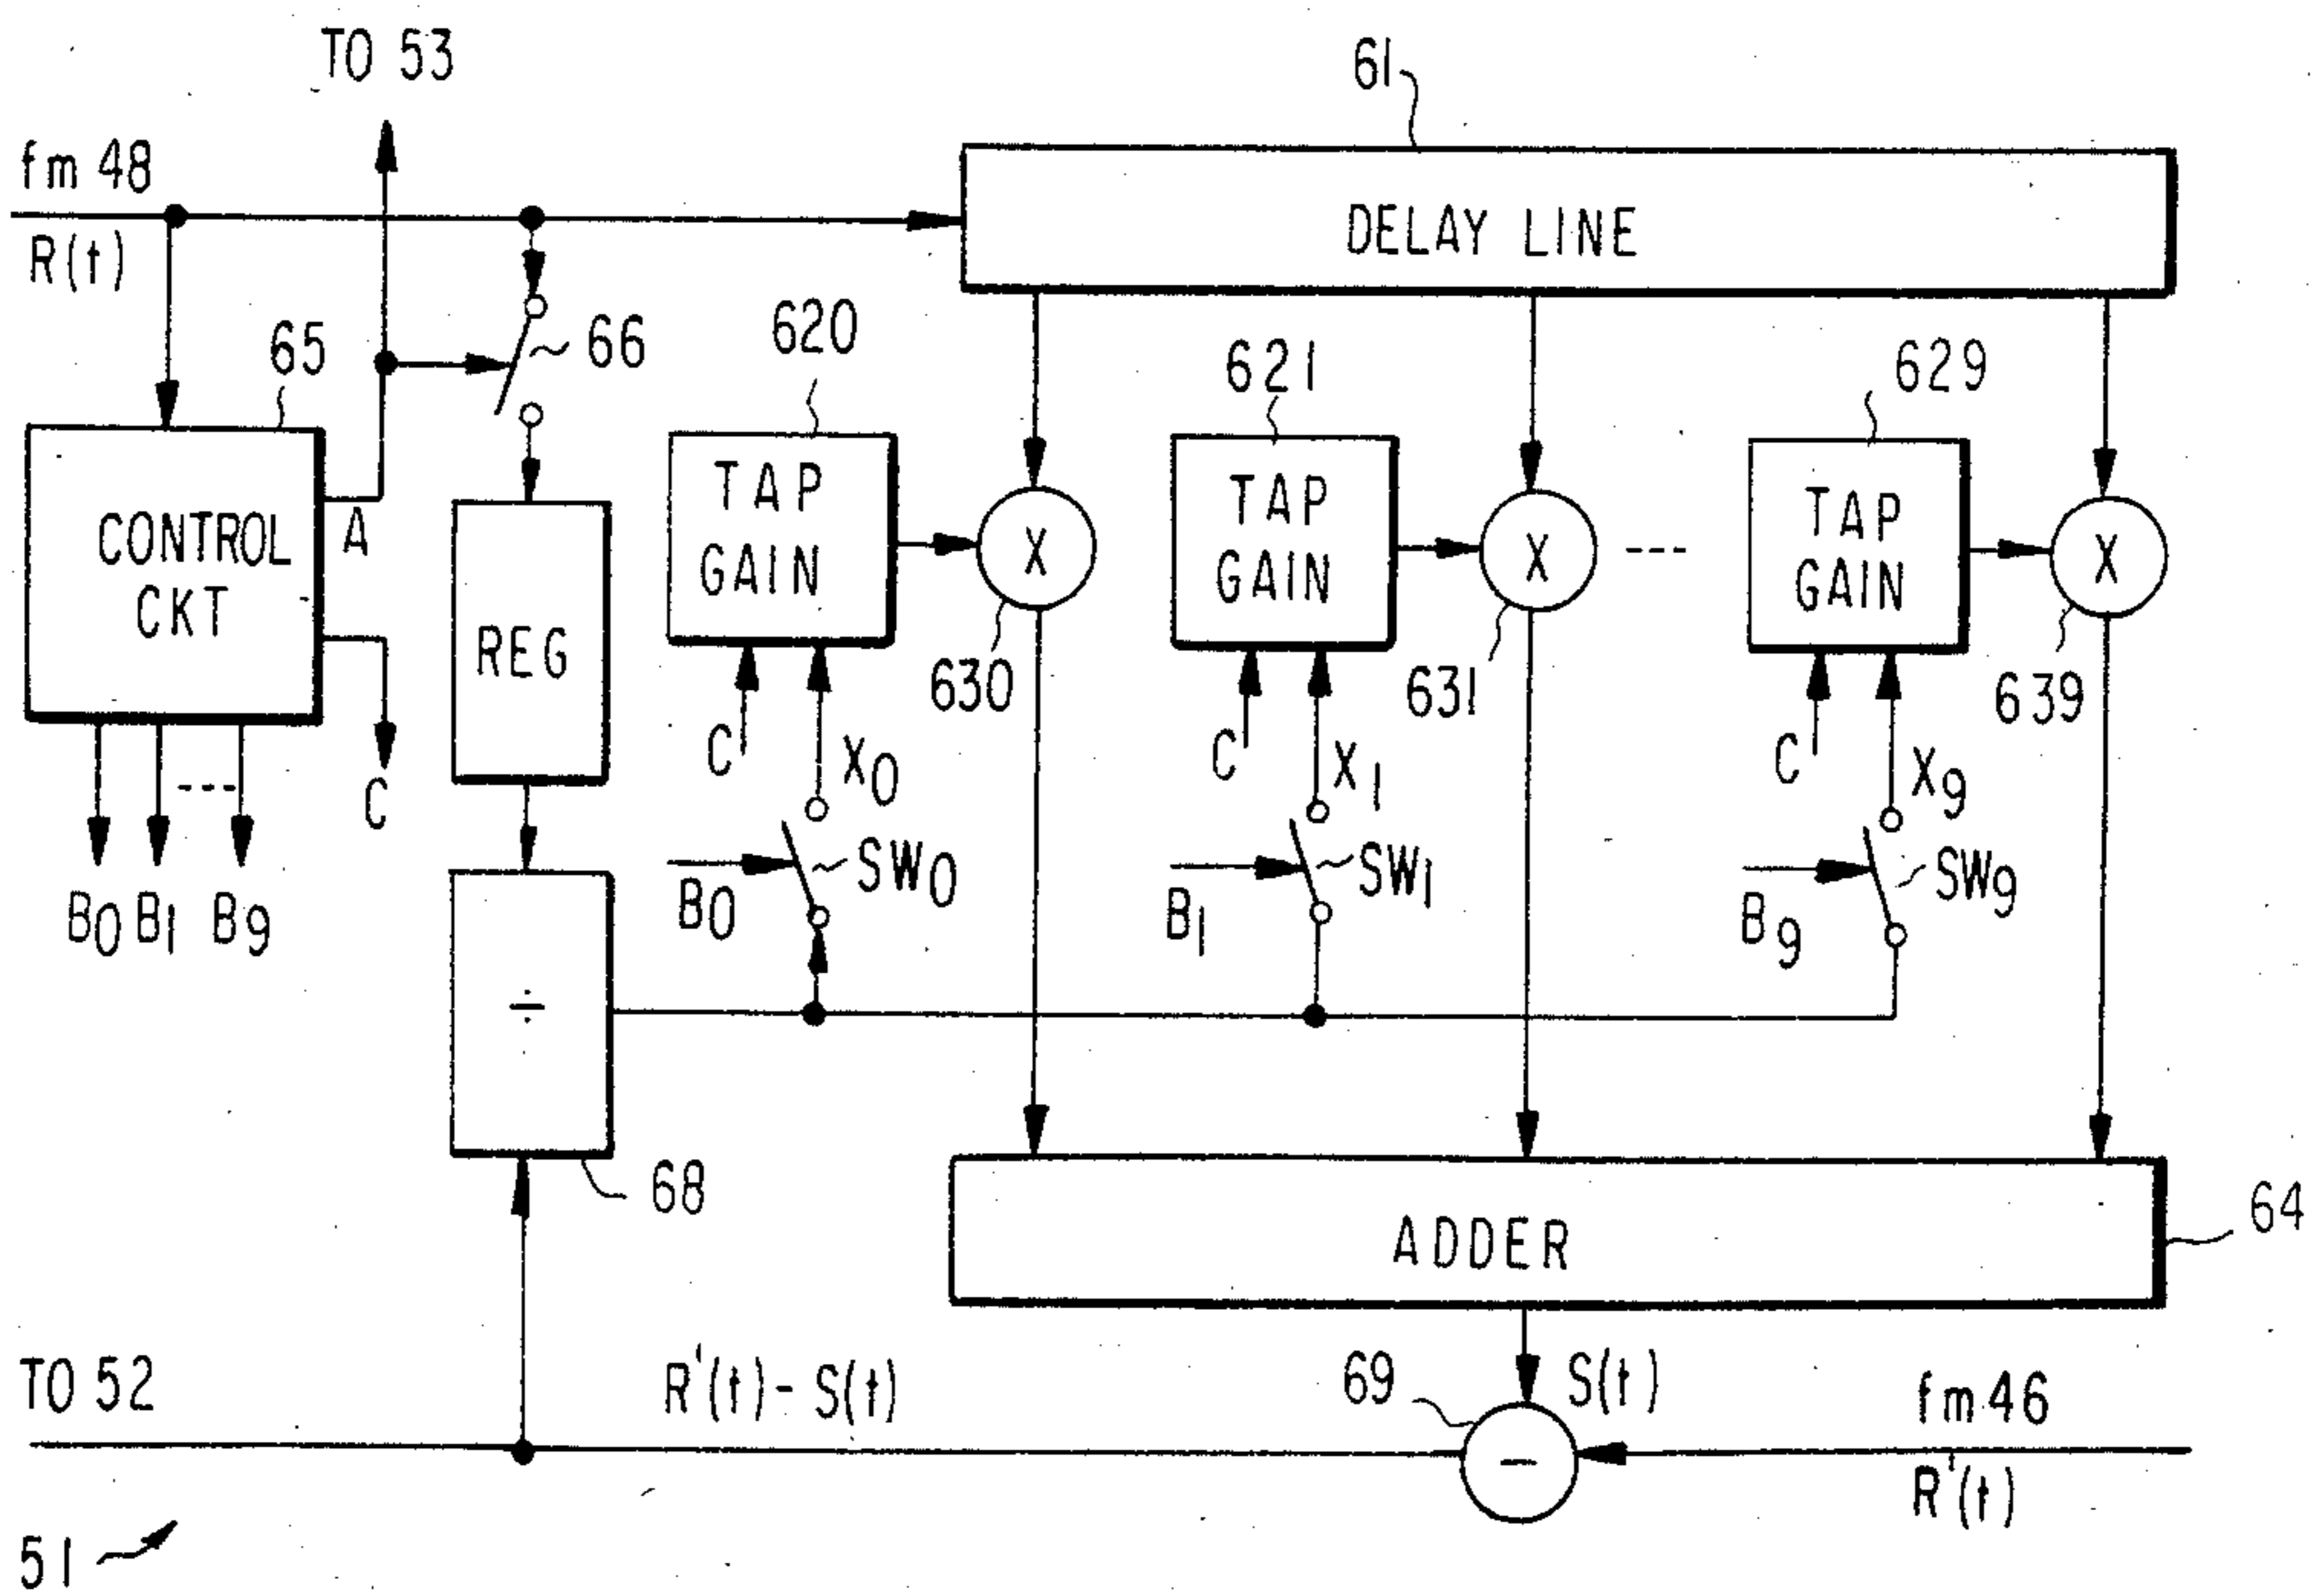 TO 53
61
fm 48
R(t)
DELAY LINE
65
66
620
621
629
CONTROL
CKT
A
C
REG
TAP
GAIN
X
630
TAP
GAIN
X
631
---
TAP
GAIN
X
639
C
X0
C
X1
C
X9
---
B0 B1 B9
B0
SW0
B1
SW1
B9
SW9
÷
68
ADDER
64
TO 52
R'(t) - S(t)
69
S(t)
fm 46
−
R'(t)
51